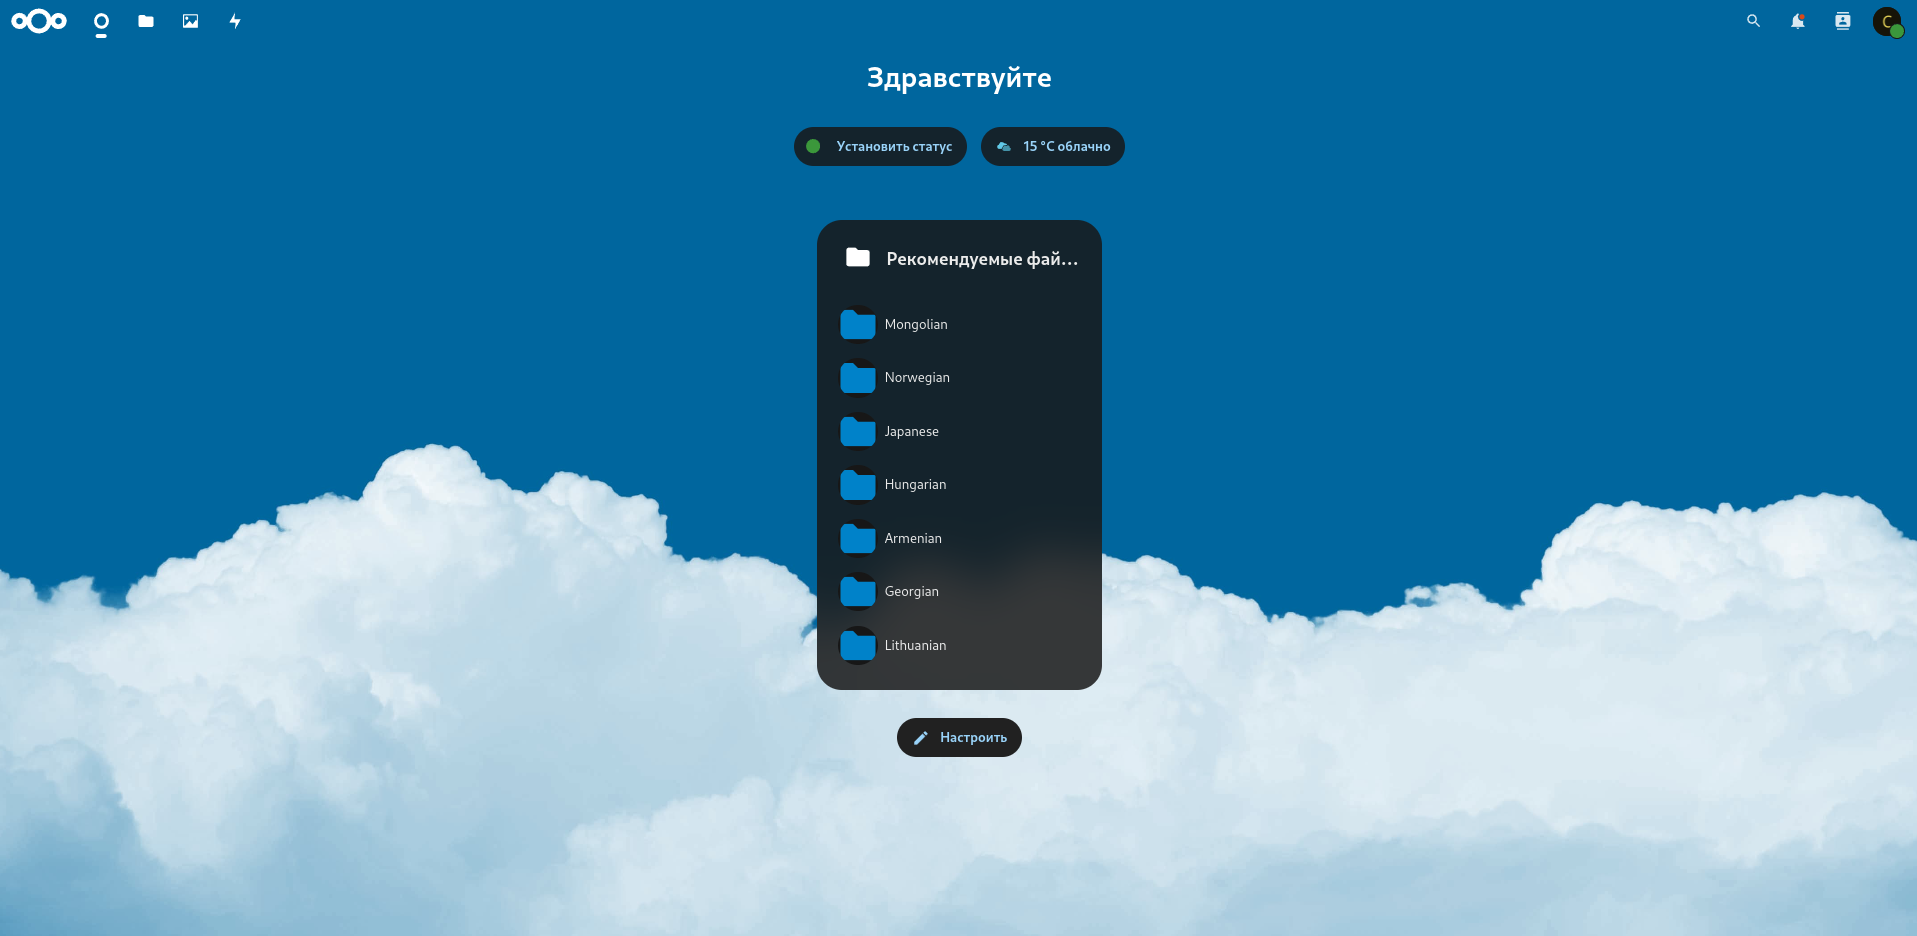 C
Здравствуйте
Установить статус
15 °C облачно
Рекомендуемые фай...
Mongolian
Norwegian
Japanese
Hungarian
Armenian
Georgian
Lithuanian
Настроить